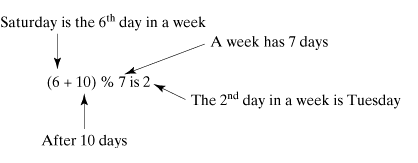 Saturday is the 6th day in a week
A week has 7 days
(6 + 10) % 7 is 2
The 2nd day in a week is Tuesday
After 10 days